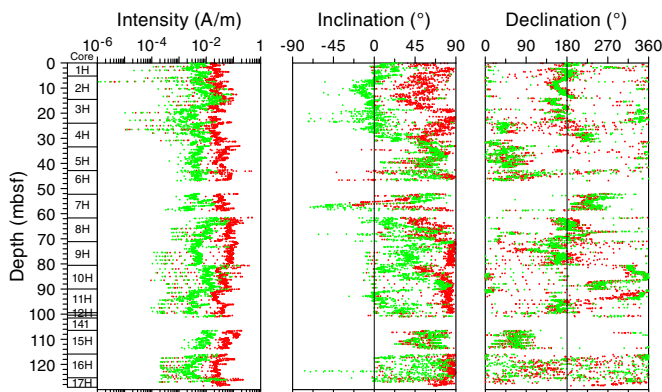 Intensity (A/m) Inclination (°) Declination (°)
10−6 10−4 10−2 1 -90 -45 0 45 90 0 90 180 270 360
Core
0
1H
10
2H
20
3H
4H
30
40
5H
6H
50
7H
60
8H
70
9H
80
10H
90
11H
100
12H
141
110
15H
120
16H
17H
Depth (mbsf)